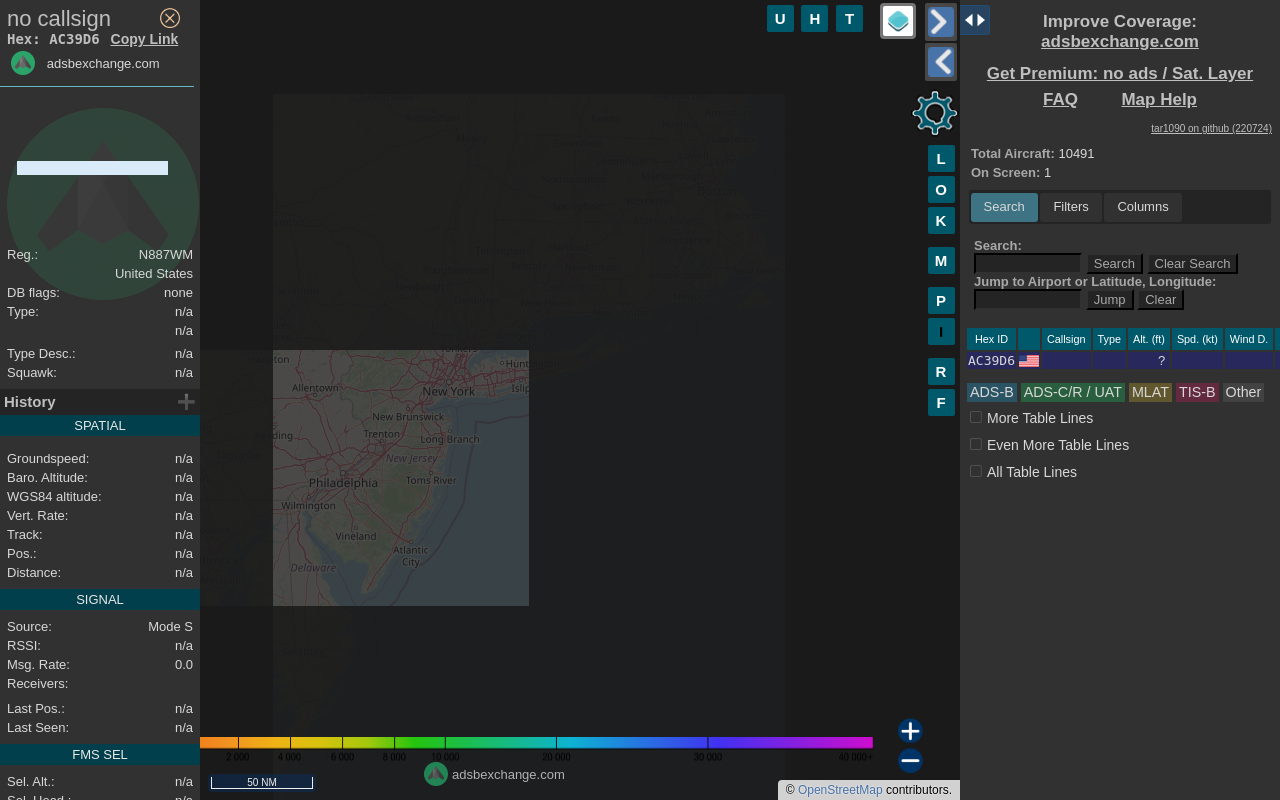 no callsign
Hex: AC39D6 Copy Link
adsbexchange.com
Reg.: N887WM
United States
DB flags: none
Type: n/a
n/a
Type Desc.: n/a
Squawk: n/a
History
SPATIAL
Groundspeed: n/a
Baro. Altitude: n/a
WGS84 altitude: n/a
Vert. Rate: n/a
Track: n/a
Pos.: n/a
Distance: n/a
SIGNAL
Source: Mode S
RSSI: n/a
Msg. Rate: 0.0
Receivers:
Last Pos.: n/a
Last Seen: n/a
FMS SEL
Sel. Alt.: n/a
Sel. Head.: n/a
U H T
L
O
K
M
P
I
R
F
Allentown
New York
New Brunswick
Trenton
Long Branch
New Jersey
Philadelphia
Toms River
Wilmington
Vineland
Atlantic
City
Delaware
2 000 4 000 6 000 8 000 10 000 20 000 30 000 40 000+
adsbexchange.com
50 NM
© OpenStreetMap contributors.
Improve Coverage:
adsbexchange.com
Get Premium: no ads / Sat. Layer
FAQ Map Help
tar1090 on github (220724)
Total Aircraft: 10491
On Screen: 1
Search Filters Columns
Search:
Search Clear Search
Jump to Airport or Latitude, Longitude:
Jump Clear
Hex ID Callsign Type Alt. (ft) Spd. (kt) Wind D.
AC39D6 ?
ADS-B ADS-C/R / UAT MLAT TIS-B Other
More Table Lines
Even More Table Lines
All Table Lines